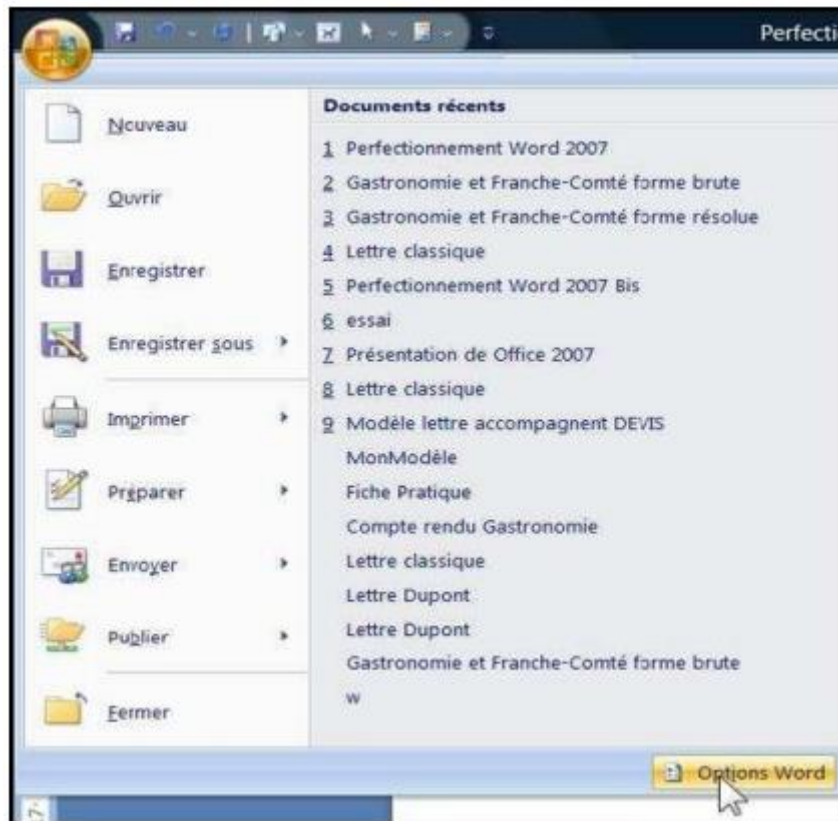 Perfecti
Nouveau
Ouvrir
Enregistrer
Enregistrer sous
Imprimer
Préparer
Envoyer
Publier
Fermer
Documents récents
1 Perfectionnement Word 2007
2 Gastronomie et Franche-Comté forme brute
3 Gastronomie et Franche-Comté forme résolue
4 Lettre classique
5 Perfectionnement Word 2007 Bis
6 essai
7 Présentation de Office 2007
8 Lettre classique
9 Modèle lettre accompagnent DEVIS
MonModèle
Fiche Pratique
Compte rendu Gastronomie
Lettre classique
Lettre Dupont
Lettre Dupont
Gastronomie et Franche-Comté forme brute
w
Options Word
7